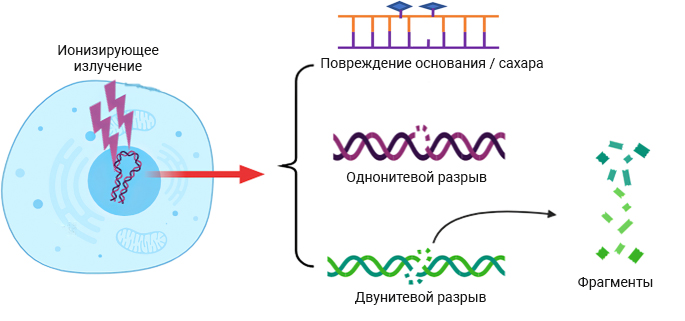 Ионизирующее
излучение
Повреждение основания / сахара
Однонитевой разрыв
Двунитевой разрыв
Фрагменты